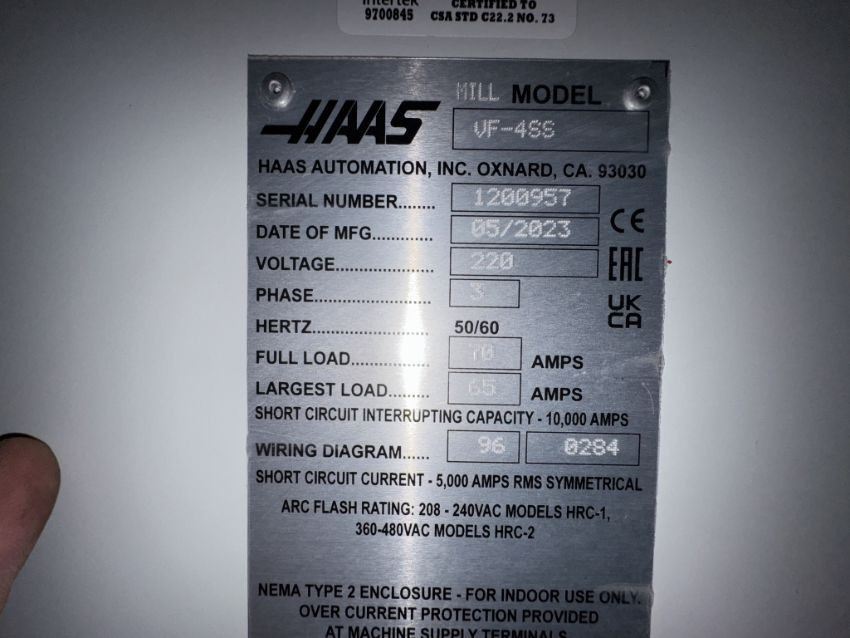 Intertek
9700845
CERTIFIED TO
CSA STD C22.2 NO. 73
HAAS
MILL MODEL
VF-4SS
HAAS AUTOMATION, INC. OXNARD, CA. 93030
SERIAL NUMBER........ 1200957
DATE OF MFG............. 05/2023
CE
VOLTAGE...................... 220
EAC
PHASE.......................... 3
UK
CA
HERTZ.......................... 50/60
FULL LOAD.................. 70 AMPS
LARGEST LOAD......... 65 AMPS
SHORT CIRCUIT INTERRUPTING CAPACITY - 10,000 AMPS
WIRING DIAGRAM...... 96 0284
SHORT CIRCUIT CURRENT - 5,000 AMPS RMS SYMMETRICAL
ARC FLASH RATING: 208 - 240VAC MODELS HRC-1,
360-480VAC MODELS HRC-2
NEMA TYPE 2 ENCLOSURE - FOR INDOOR USE ONLY.
OVER CURRENT PROTECTION PROVIDED
AT MACHINE SUPPLY TERMINALS